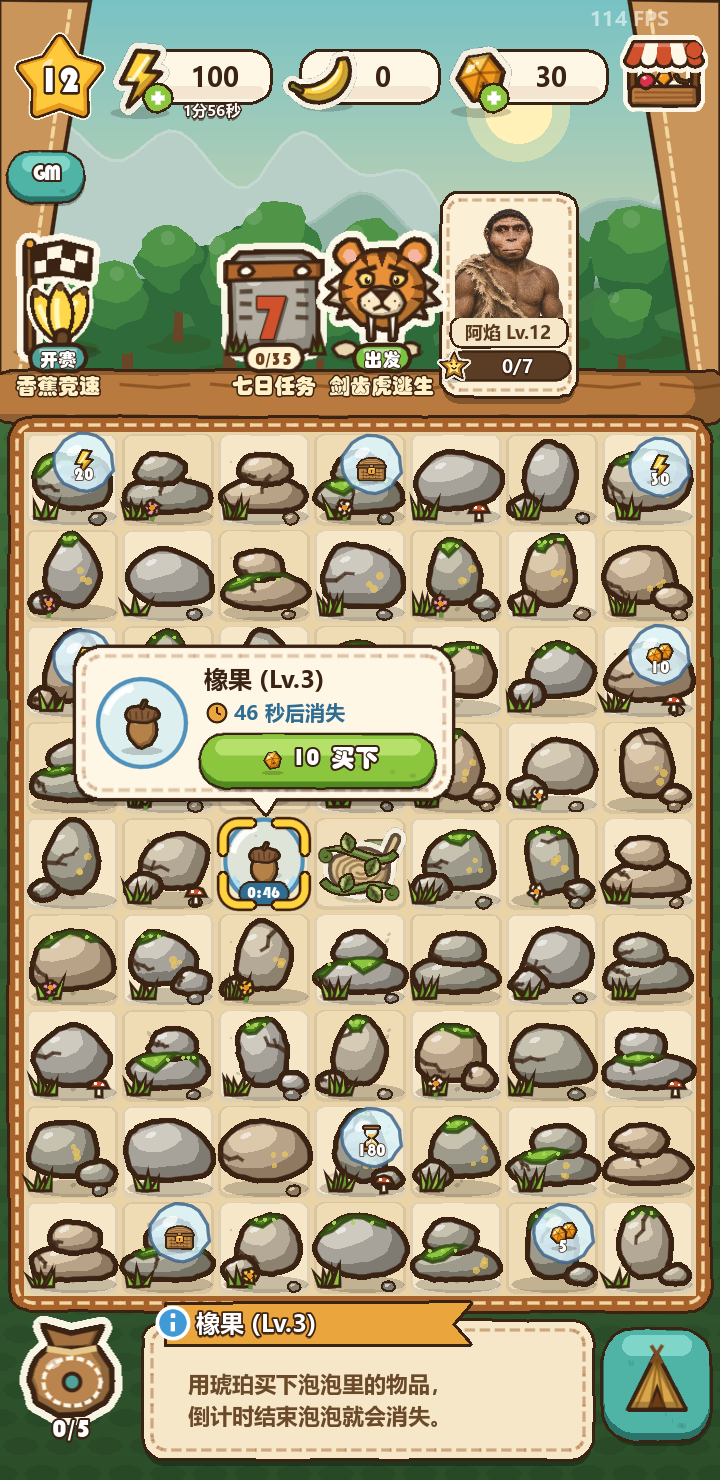 114 FPS
12
100
0
30
1分56秒
GM
7
开赛
0/35
出发
阿焰 Lv.12
0/7
香蕉竞速
七日任务
剑齿虎逃生
20
30
10
橡果 (Lv.3)
46 秒后消失
10 买下
0:46
180
5
橡果 (Lv.3)
用琥珀买下泡泡里的物品，
倒计时结束泡泡就会消失。
0/5